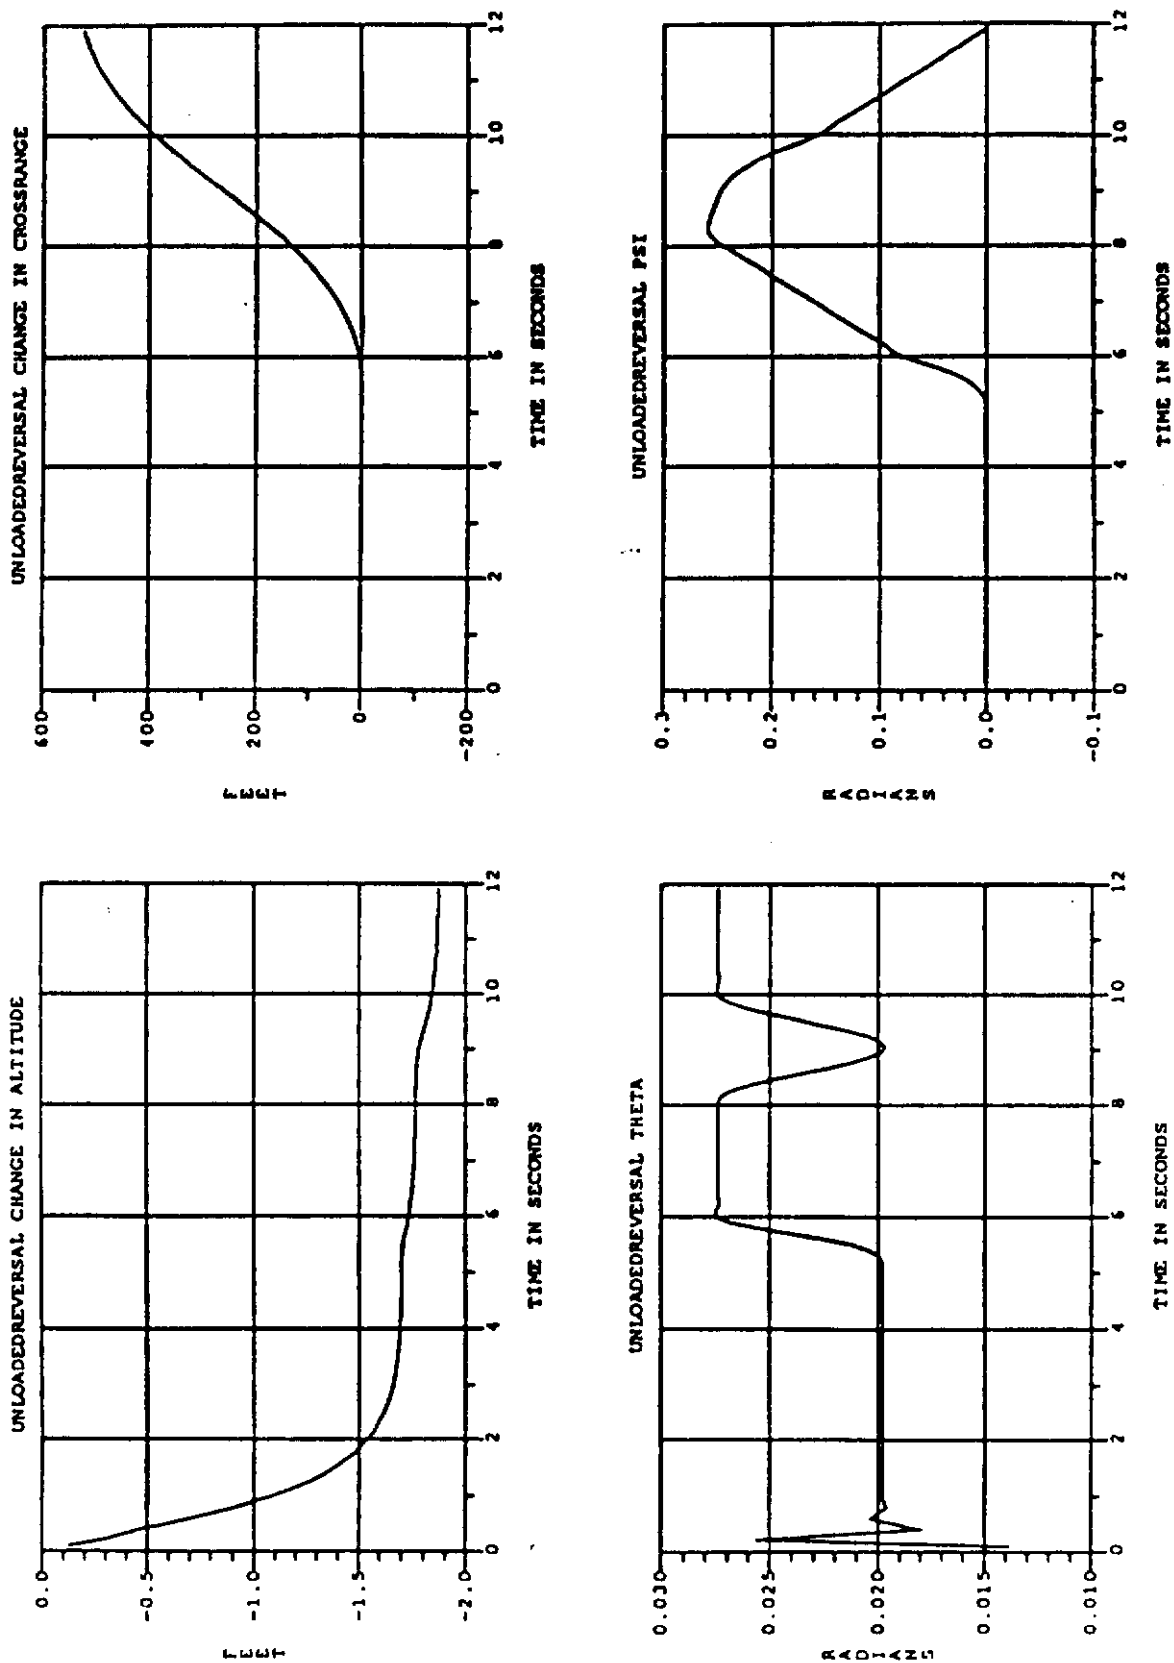 UNLOADEDREVERSAL CHANGE IN ALTITUDE
FEET
0.0
-0.5
-1.0
-1.5
-2.0
0 2 4 6 8 10 12
TIME IN SECONDS
UNLOADEDREVERSAL CHANGE IN CROSSRANGE
FEET
600
400
200
0
-200
0 2 4 6 8 10 12
TIME IN SECONDS
UNLOADEDREVERSAL THETA
RADIANS
0.030
0.025
0.020
0.015
0.010
0 2 4 6 8 10 12
TIME IN SECONDS
UNLOADEDREVERSAL PSI
RADIANS
0.3
0.2
0.1
0.0
-0.1
0 2 4 6 8 10 12
TIME IN SECONDS